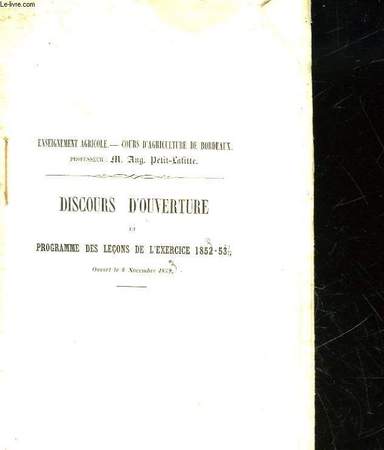 Le-livre.com
ENSEIGNEMENT AGRICOLE. — COURS D'AGRICULTURE DE BORDEAUX.
PROFESSEUR : M. Aug. Petit-Lafitte.
DISCOURS D'OUVERTURE
ET
PROGRAMME DES LEÇONS DE L'EXERCICE 1852-53
Ouvert le 4 Novembre 1852.